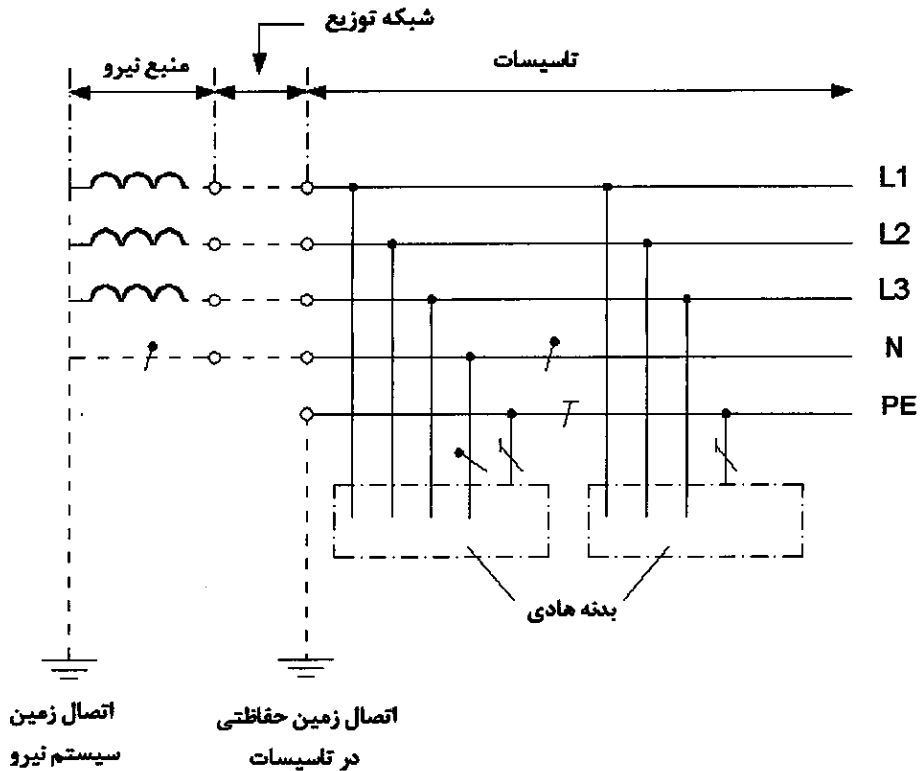 شبکه توزیع
منبع نیرو
تاسیسات
L1
L2
L3
N
PE
بدنه هادی
اتصال زمین حفاظتی
در تاسیسات
اتصال زمین
سیستم نیرو